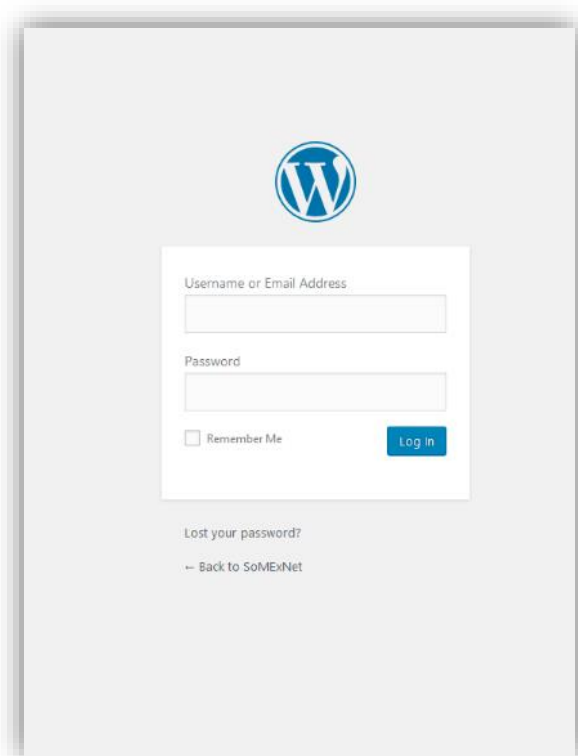 Username or Email Address
Password
Remember Me
Log In
Lost your password?
← Back to SoMExNet